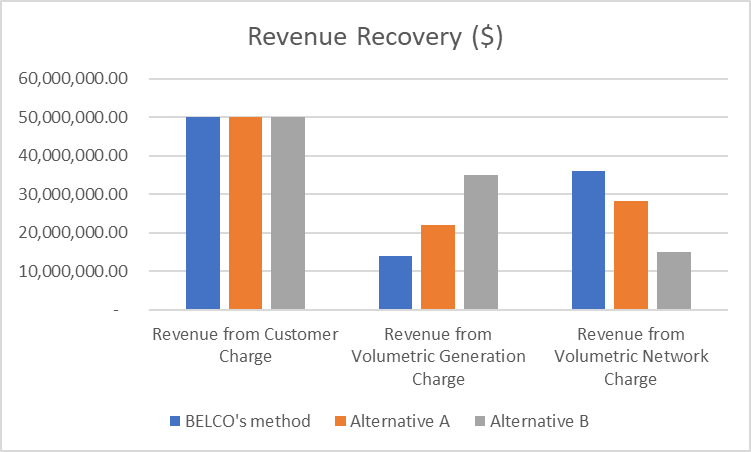 Revenue Recovery ($)
60,000,000.00
50,000,000.00
40,000,000.00
30,000,000.00
20,000,000.00
10,000,000.00
-
Revenue from Customer
Charge
Revenue from
Volumetric Generation
Charge
Revenue from
Volumetric Network
Charge
BELCO's method
Alternative A
Alternative B